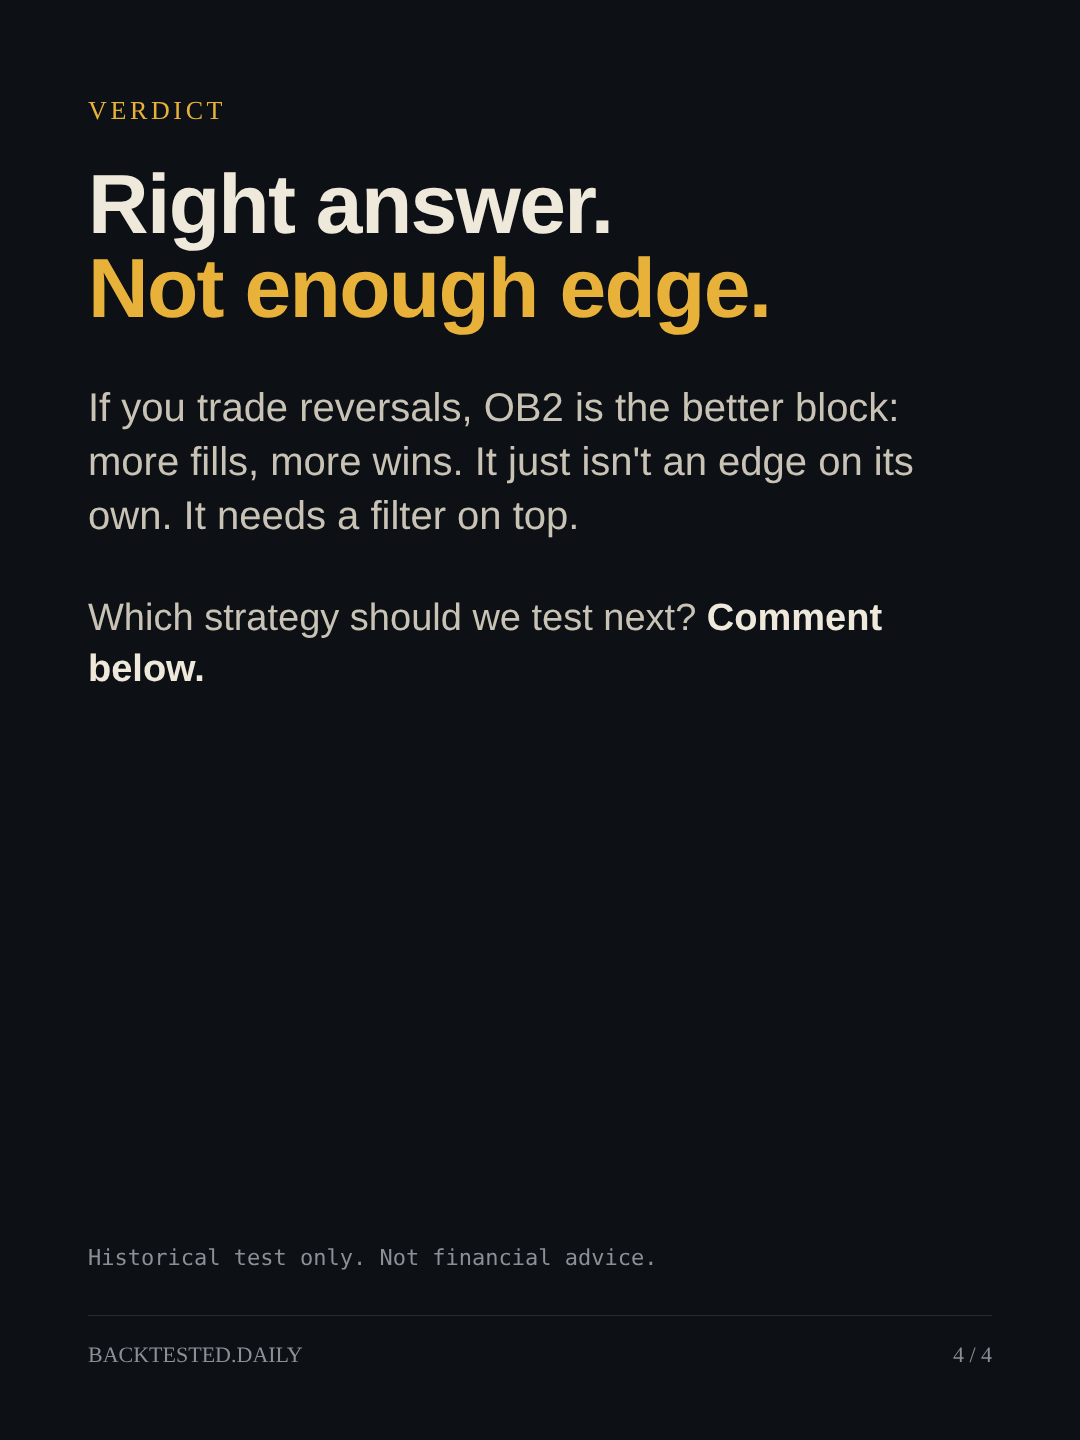 VERDICT
Right answer.
Not enough edge.
If you trade reversals, OB2 is the better block:
more fills, more wins. It just isn't an edge on its
own. It needs a filter on top.
Which strategy should we test next? Comment
below.
Historical test only. Not financial advice.
BACKTESTED.DAILY
4 / 4